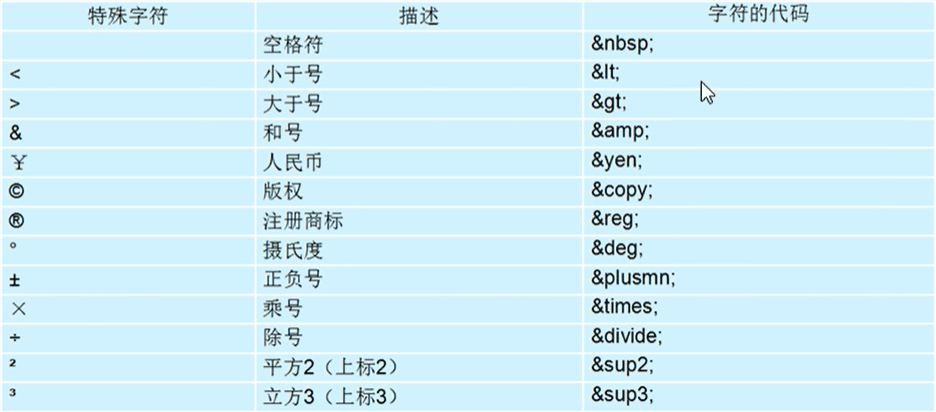 特殊字符 描述 字符的代码
空格符 &nbsp;
< 小于号 &lt;
> 大于号 &gt;
& 和号 &amp;
¥ 人民币 &yen;
© 版权 &copy;
® 注册商标 &reg;
° 摄氏度 &deg;
± 正负号 &plusmn;
× 乘号 &times;
÷ 除号 &divide;
² 平方2（上标2） &sup2;
³ 立方3（上标3） &sup3;